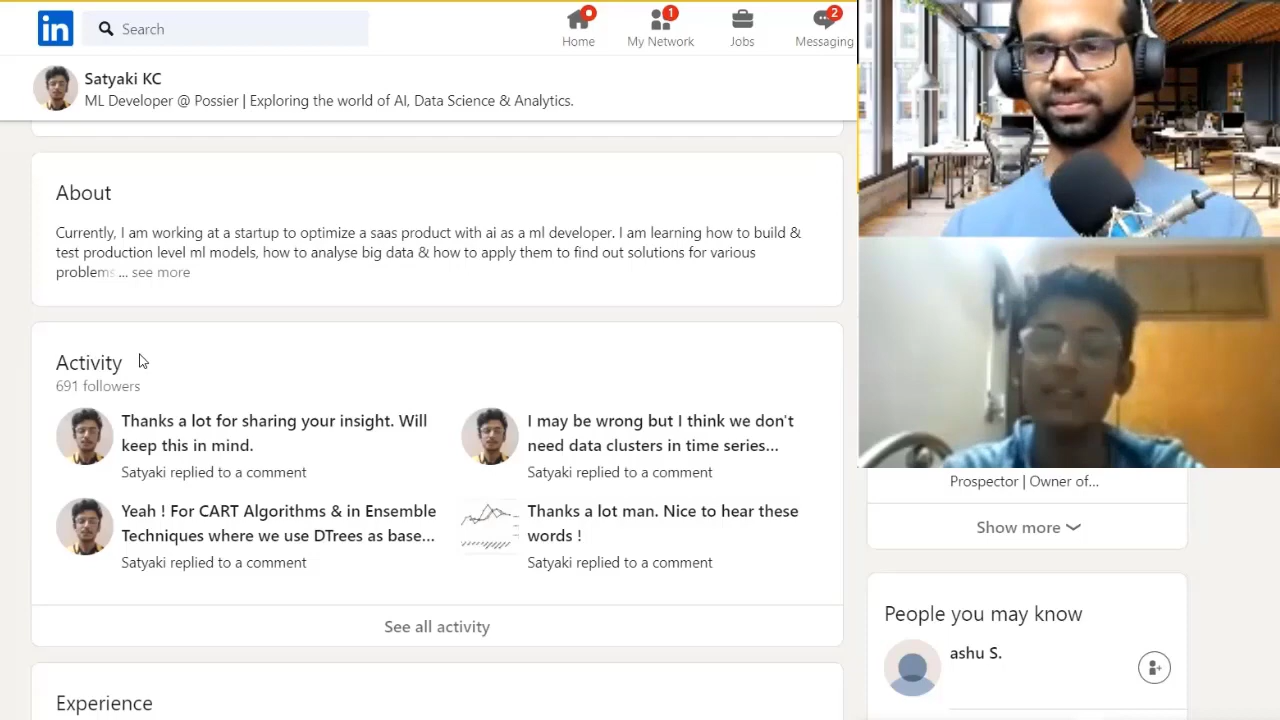 in
Search
Home
1
My Network
Jobs
2
Messaging
Satyaki KC
ML Developer @ Possier | Exploring the world of AI, Data Science & Analytics.
About
Currently, I am working at a startup to optimize a saas product with ai as a ml developer. I am learning how to build &
test production level ml models, how to analyse big data & how to apply them to find out solutions for various
problems ... see more
Activity
691 followers
Thanks a lot for sharing your insight. Will
keep this in mind.
Satyaki replied to a comment
I may be wrong but I think we don't
need data clusters in time series...
Satyaki replied to a comment
Yeah ! For CART Algorithms & in Ensemble
Techniques where we use DTrees as base...
Satyaki replied to a comment
Thanks a lot man. Nice to hear these
words !
Satyaki replied to a comment
See all activity
Experience
Prospector | Owner of...
Show more
People you may know
ashu S.